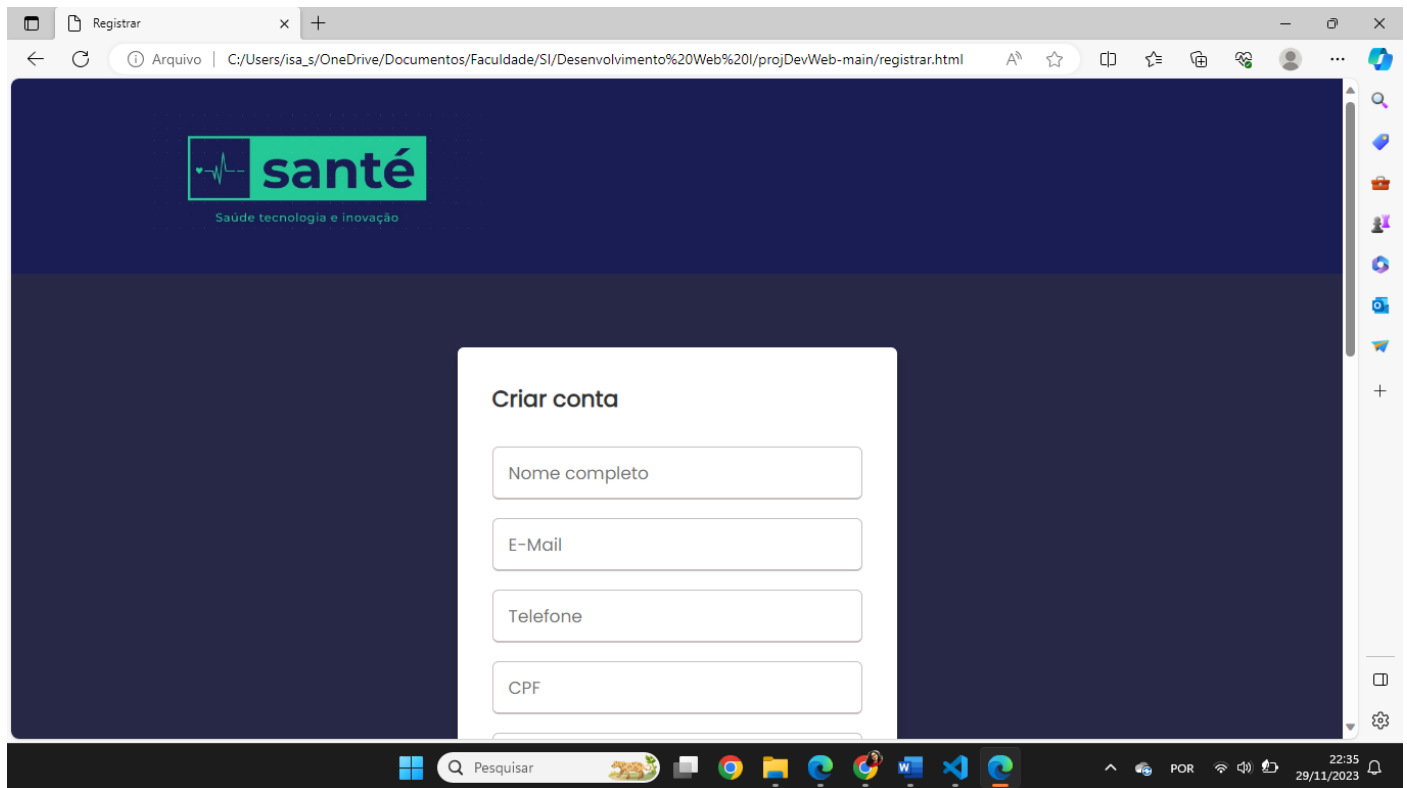 Registrar
Arquivo
C:/Users/isa_s/OneDrive/Documentos/Faculdade/SI/Desenvolvimento%20Web%20I/projDevWeb-main/registrar.html
santé
Saúde tecnologia e inovação
Criar conta
Nome completo
E-Mail
Telefone
CPF
Pesquisar
POR
22:35
29/11/2023